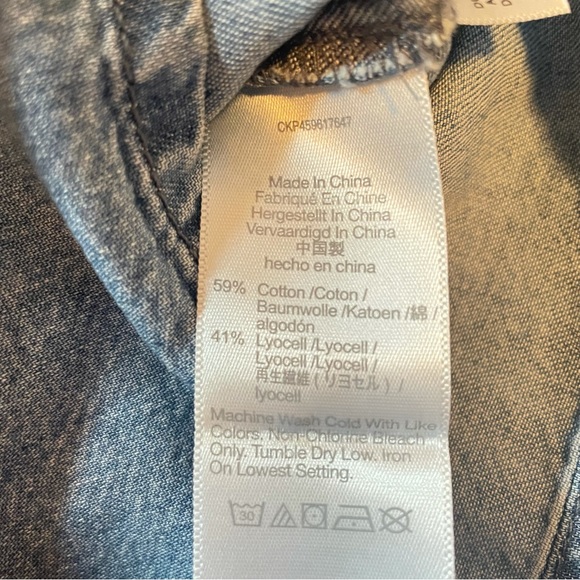 CKP459617647
Made In China
Fabriqué En Chine
Hergestellt In China
Vervaardigd In China
中国製
hecho en china
59% Cotton /Coton /
Baumwolle /Katoen /綿 /
algodón
41% Lyocell /Lyocell /
Lyocell /Lyocell /
再生繊維 ( リヨセル ) /
lyocell
Machine Wash Cold With Like
Colors. Non-Chlorine Bleach
Only. Tumble Dry Low. Iron
On Lowest Setting.
30